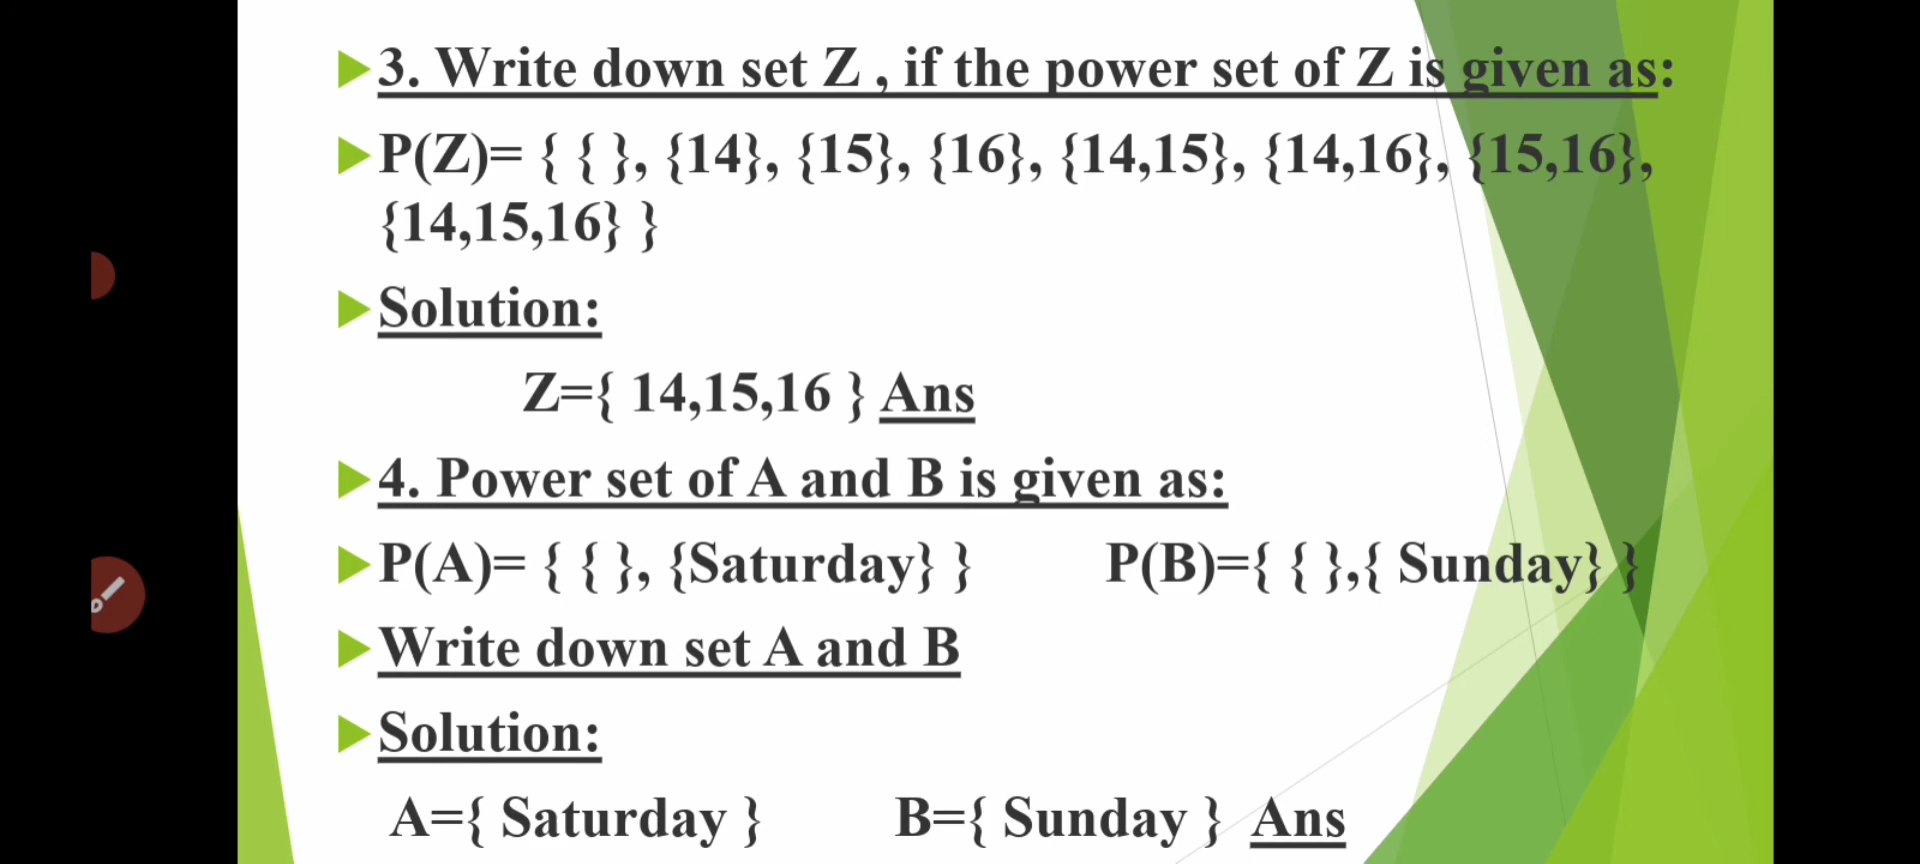 3. Write down set Z , if the power set of Z is given as:
P(Z)= { { }, {14}, {15}, {16}, {14,15}, {14,16}, {15,16},
{14,15,16} }
Solution:
Z={ 14,15,16 } Ans
4. Power set of A and B is given as:
P(A)= { { }, {Saturday} } P(B)={ { },{ Sunday} }
Write down set A and B
Solution:
A={ Saturday } B={ Sunday } Ans